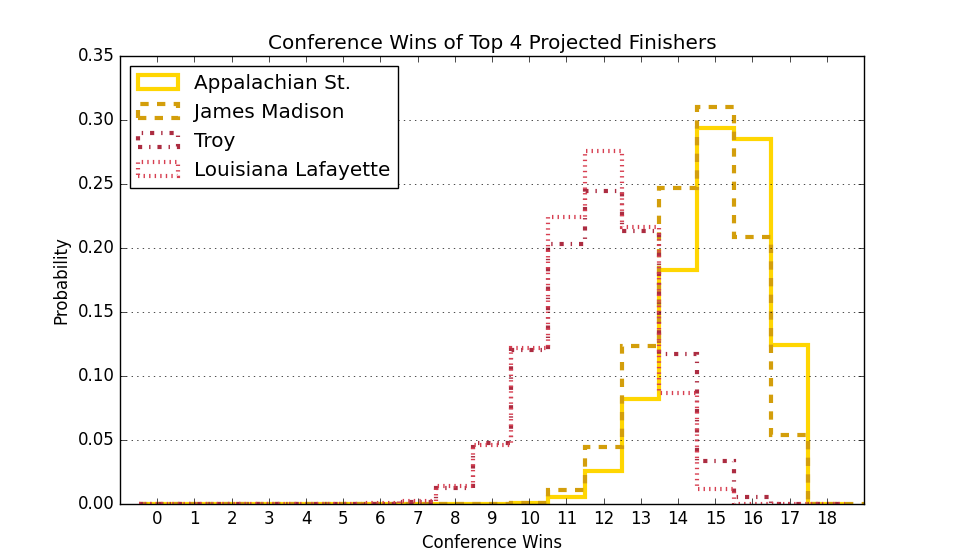 Conference Wins of Top 4 Projected Finishers
0.35
0.30
0.25
0.20
0.15
0.10
0.05
0.00
Probability
Appalachian St.
James Madison
Troy
Louisiana Lafayette
0 1 2 3 4 5 6 7 8 9 10 11 12 13 14 15 16 17 18
Conference Wins